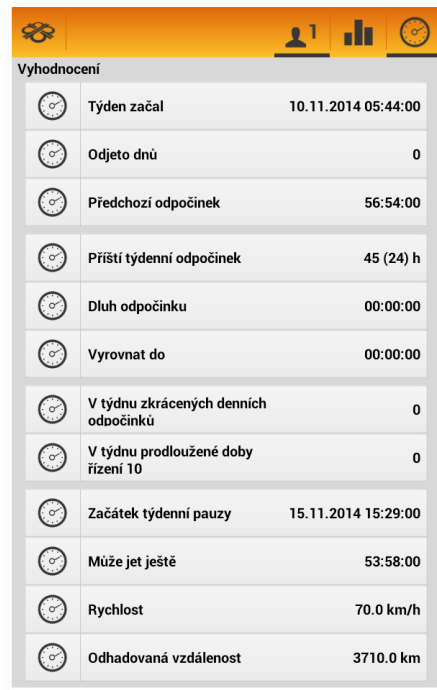 1
Vyhodnocení
Týden začal 10.11.2014 05:44:00
Odjeto dnů 0
Předchozí odpočinek 56:54:00
Příští týdenní odpočinek 45 (24) h
Dluh odpočinku 00:00:00
Vyrovnat do 00:00:00
V týdnu zkrácených denních
odpočinků 0
V týdnu prodloužené doby
řízení 10 0
Začátek týdenní pauzy 15.11.2014 15:29:00
Může jet ještě 53:58:00
Rychlost 70.0 km/h
Odhadovaná vzdálenost 3710.0 km